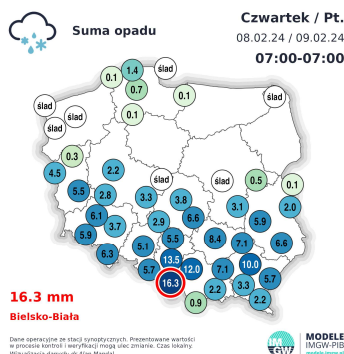 Suma opadu
Czwartek / Pt.
08.02.24 / 09.02.24
07:00-07:00
0.1 1.4 ślad
0.7
ślad 0.1 ślad
ślad 0.1
ślad
0.3
4.5 2.2 ślad ślad 0.5 0.1
5.5 2.8 3.3 3.8 3.1 2.0
6.1 3.7 2.9 6.6 5.9
5.9 5.1 5.5 8.4 7.1 6.6
6.3 13.5
5.7 12.0 7.1 10.0
16.3 2.2 3.3 5.7
0.9 2.2
16.3 mm
Bielsko-Biała
Dane operacyjne ze stacji synoptycznych. Prezentowane wartości
w procesie kontroli i weryfikacji mogą ulec zmianie. Czas lokalny.
IMGW
MODELE
IMGW-PIB